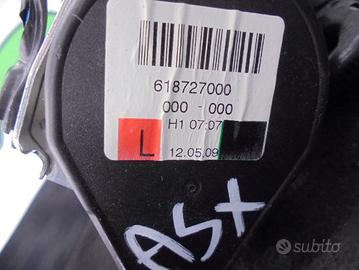 618727000
000 - 000
H1 07:07
L
12.05.09
ASX
subito